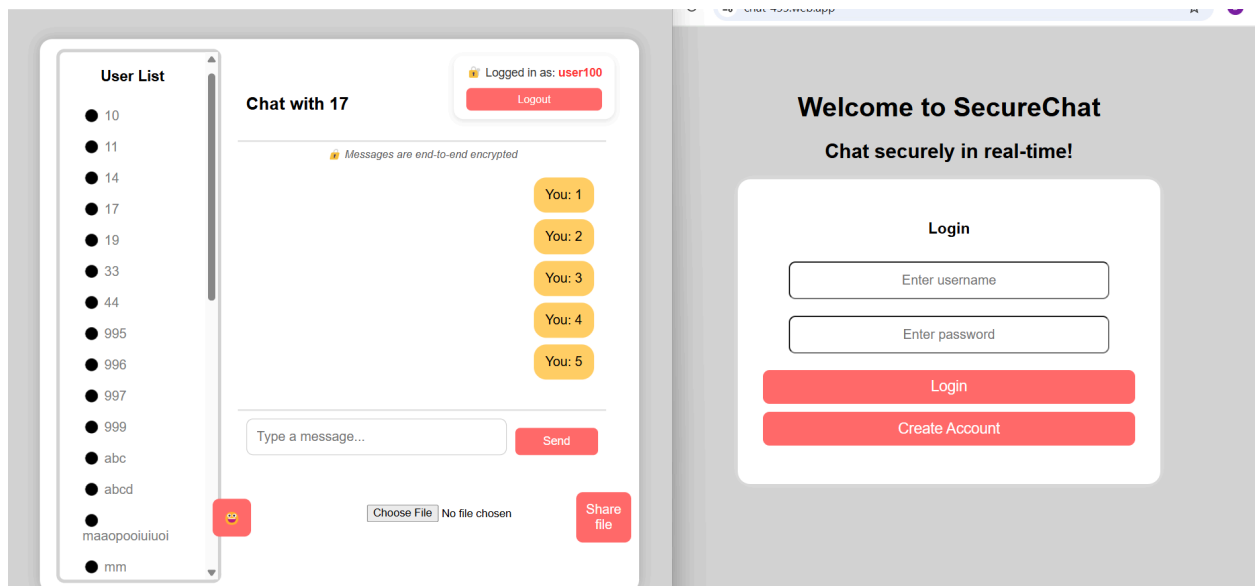 User List
10
11
14
17
19
33
44
995
996
997
999
abc
abcd
maaopooiuiuoi
mm
Logged in as: user100
Logout
Chat with 17
Messages are end-to-end encrypted
You: 1
You: 2
You: 3
You: 4
You: 5
Type a message...
Send
Choose File No file chosen
Share
file
Welcome to SecureChat
Chat securely in real-time!
Login
Enter username
Enter password
Login
Create Account